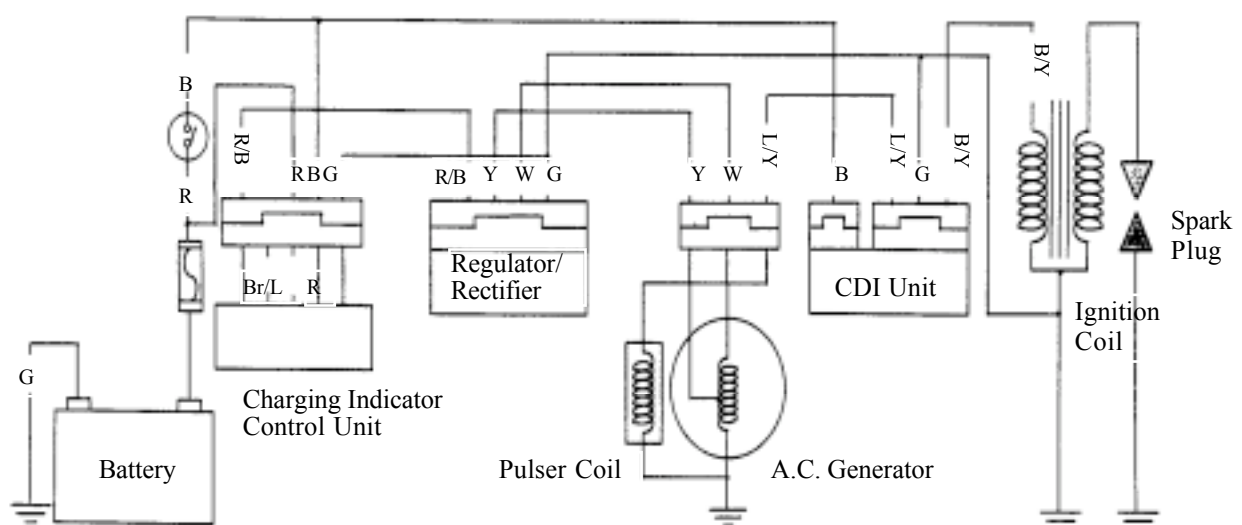 B
B/Y
R/B
L/Y
L/Y
B/Y
R B G
R/B Y W G
Y W
B
G
R
Regulator/
Rectifier
CDI Unit
Spark
Plug
Br/L R
Ignition
Coil
G
Charging Indicator
Control Unit
Battery
Pulser Coil
A.C. Generator